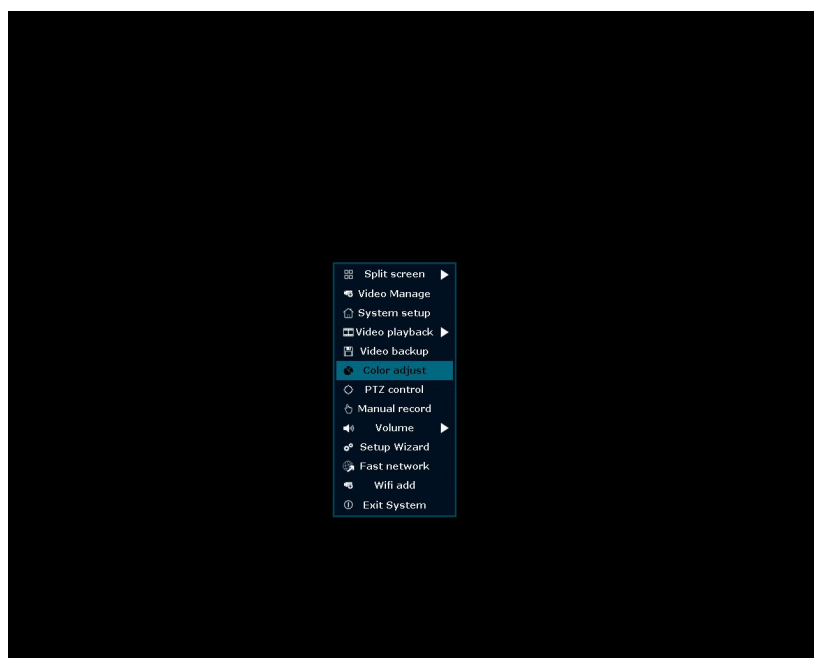 Split screen
Video Manage
System setup
Video playback
Video backup
Color adjust
PTZ control
Manual record
Volume
Setup Wizard
Fast network
Wifi add
Exit System